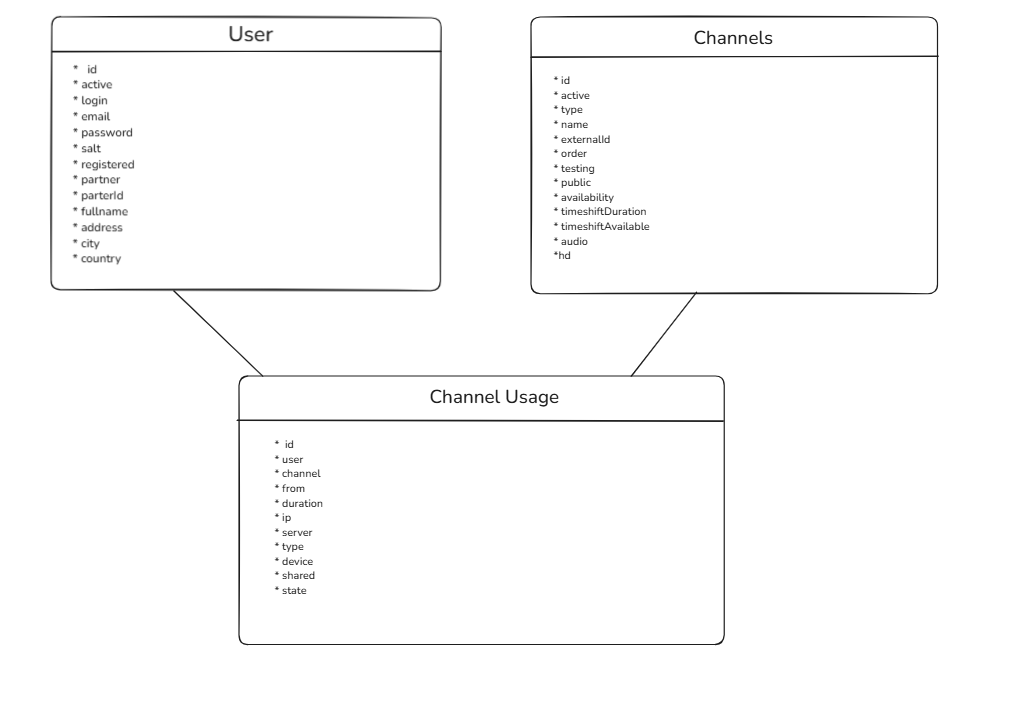 User
* id
* active
* login
* email
* password
* salt
* registered
* partner
* parterId
* fullname
* address
* city
* country
Channels
* id
* active
* type
* name
* externalId
* order
* testing
* public
* availability
* timeshiftDuration
* timeshiftAvailable
* audio
*hd
Channel Usage
* id
* user
* channel
* from
* duration
* ip
* server
* type
* device
* shared
* state